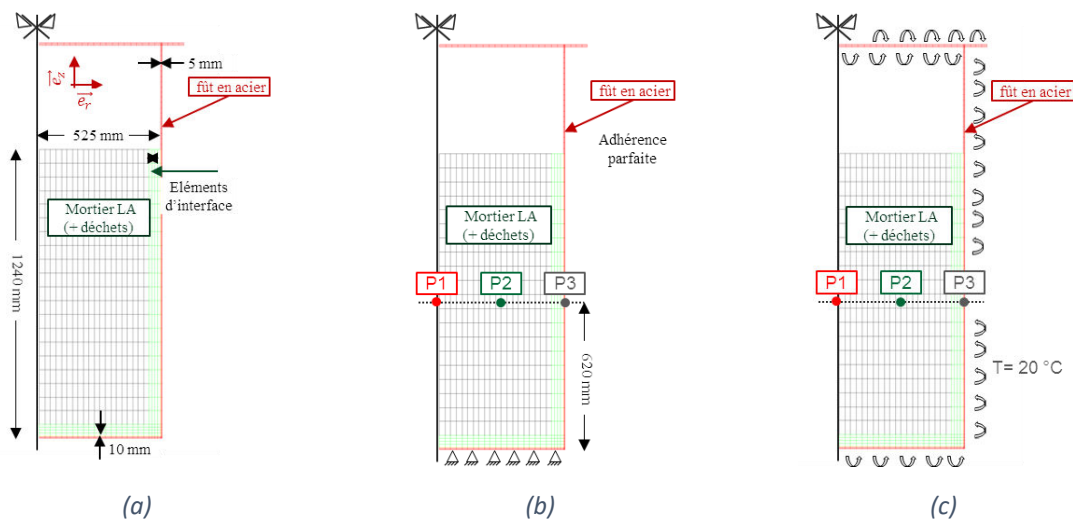 5 mm
e_z
e_r
fût en acier
525 mm
Eléments
d'interface
Mortier LA
(+ déchets)
1240 mm
10 mm
(a)
fût en acier
Adhérence
parfaite
Mortier LA
(+ déchets)
P1
P2
P3
620 mm
(b)
fût en acier
Mortier LA
(+ déchets)
P1
P2
P3
T= 20 °C
(c)